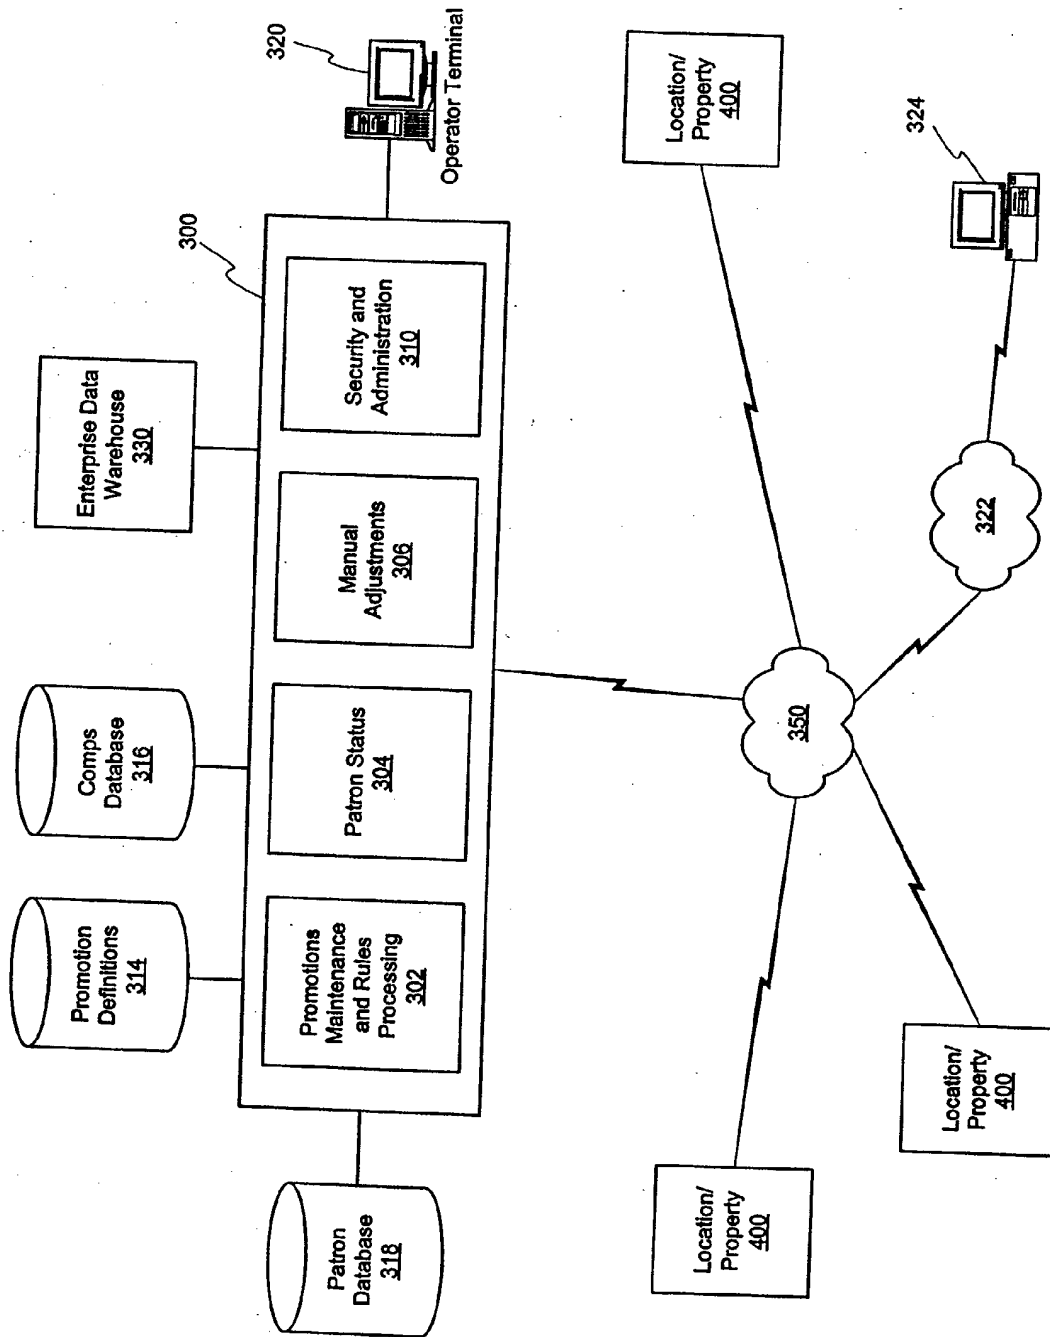 Patron
Database
318
Promotion
Definitions
314
Comps
Database
316
Enterprise Data
Warehouse
330
300
Promotions
Maintenance
and Rules
Processing
302
Patron Status
304
Manual
Adjustments
306
Security and
Administration
310
320
Operator Terminal
Location/
Property
400
Location/
Property
400
350
Location/
Property
400
322
324